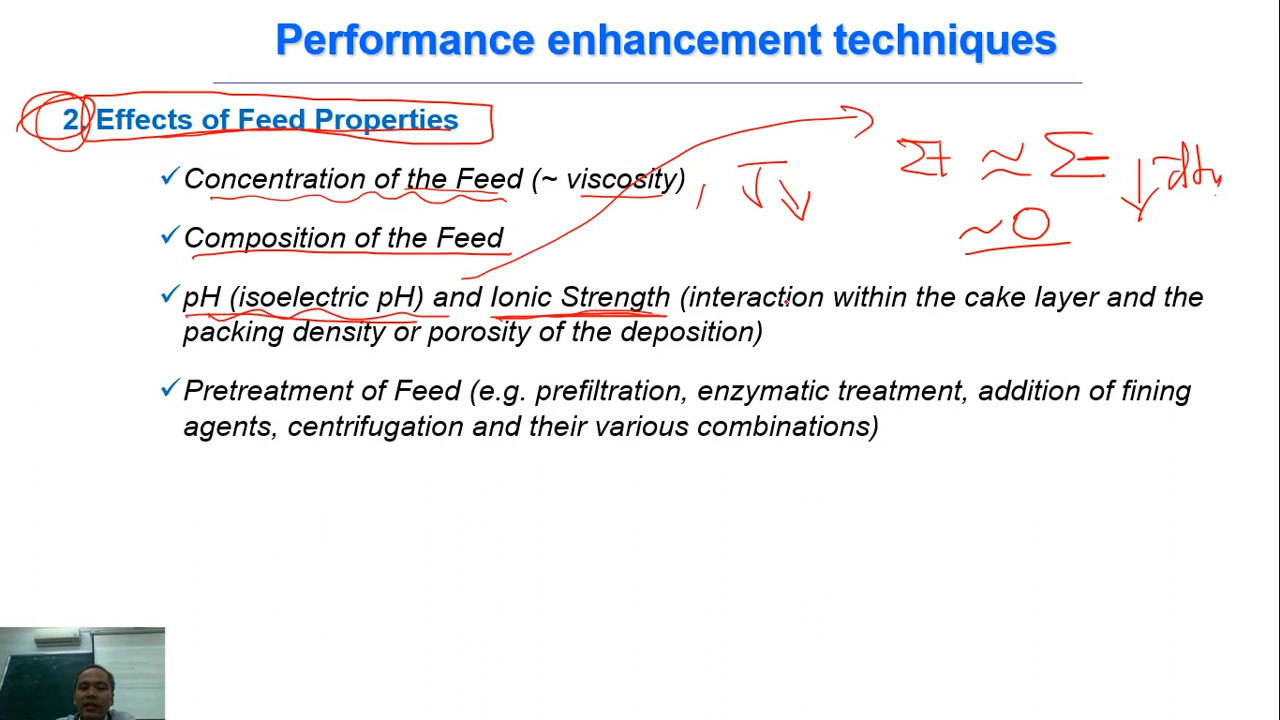 Performance enhancement techniques
2. Effects of Feed Properties
✓ Concentration of the Feed (~ viscosity)
✓ Composition of the Feed
Σ+ ≈ Σ-
~0
✓ pH (isoelectric pH) and Ionic Strength (interaction within the cake layer and the
packing density or porosity of the deposition)
✓ Pretreatment of Feed (e.g. prefiltration, enzymatic treatment, addition of fining
agents, centrifugation and their various combinations)